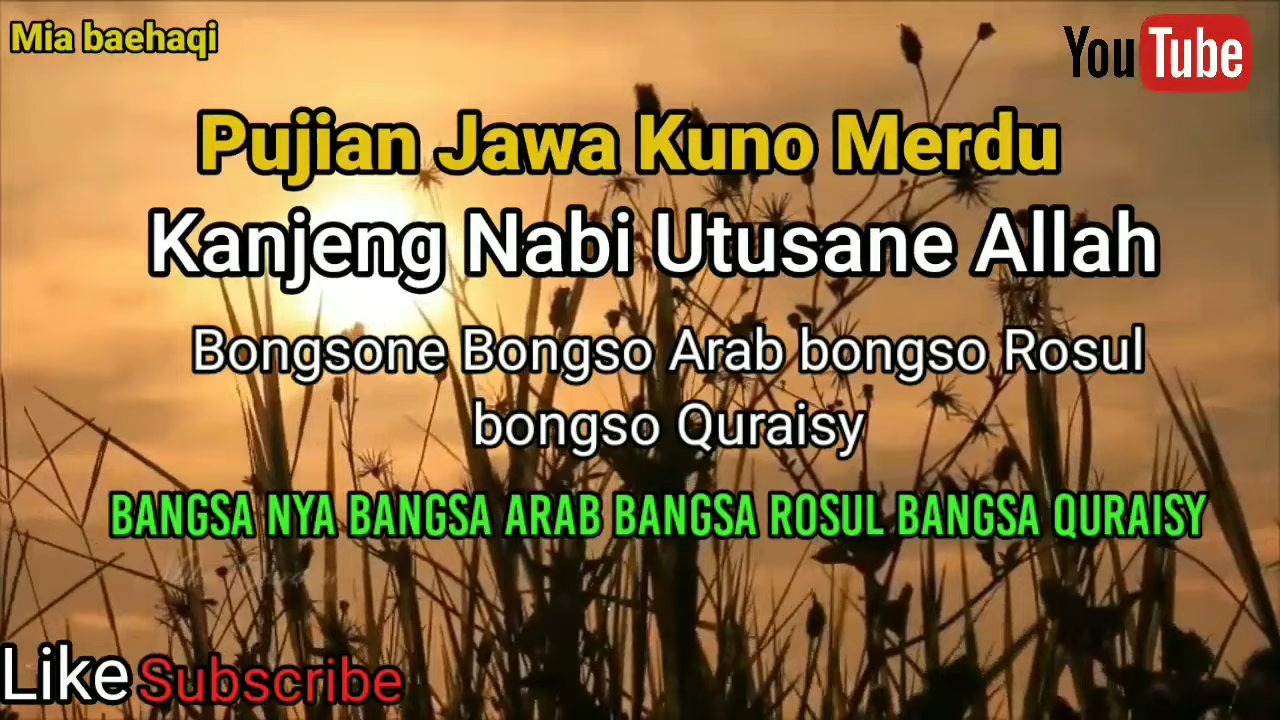 Mia baehaqi
YouTube
Pujian Jawa Kuno Merdu
Kanjeng Nabi Utusane Allah
Bongsone Bongso Arab bongso Rosul
bongso Quraisy
BANGSA NYA BANGSA ARAB BANGSA ROSUL BANGSA QURAISY
Like Subscribe